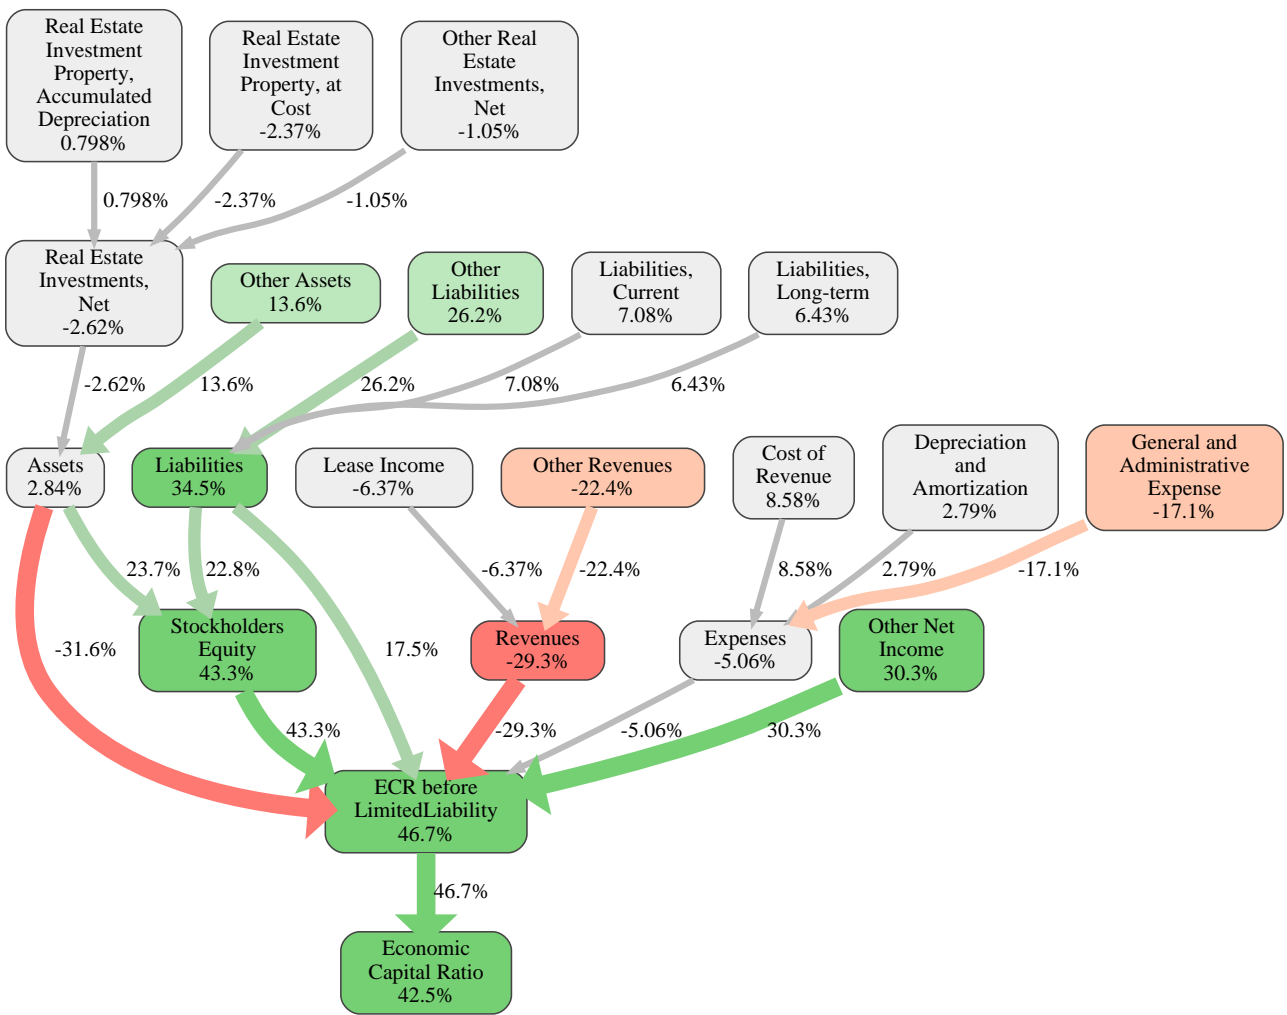 Real Estate
Investment
Property,
Accumulated
Depreciation
0.798%
Real Estate
Investment
Property, at
Cost
-2.37%
Other Real
Estate
Investments,
Net
-1.05%
0.798%
-2.37%
-1.05%
Real Estate
Investments,
Net
-2.62%
Other Assets
13.6%
Other
Liabilities
26.2%
Liabilities,
Current
7.08%
Liabilities,
Long-term
6.43%
-2.62%
13.6%
26.2%
7.08%
6.43%
Assets
2.84%
Liabilities
34.5%
Lease Income
-6.37%
Other Revenues
-22.4%
Cost of
Revenue
8.58%
Depreciation
and
Amortization
2.79%
General and
Administrative
Expense
-17.1%
23.7%
22.8%
-6.37%
-22.4%
8.58%
2.79%
-17.1%
-31.6%
Stockholders
Equity
43.3%
17.5%
Revenues
-29.3%
Expenses
-5.06%
Other Net
Income
30.3%
43.3%
-29.3%
-5.06%
30.3%
ECR before
LimitedLiability
46.7%
46.7%
Economic
Capital Ratio
42.5%